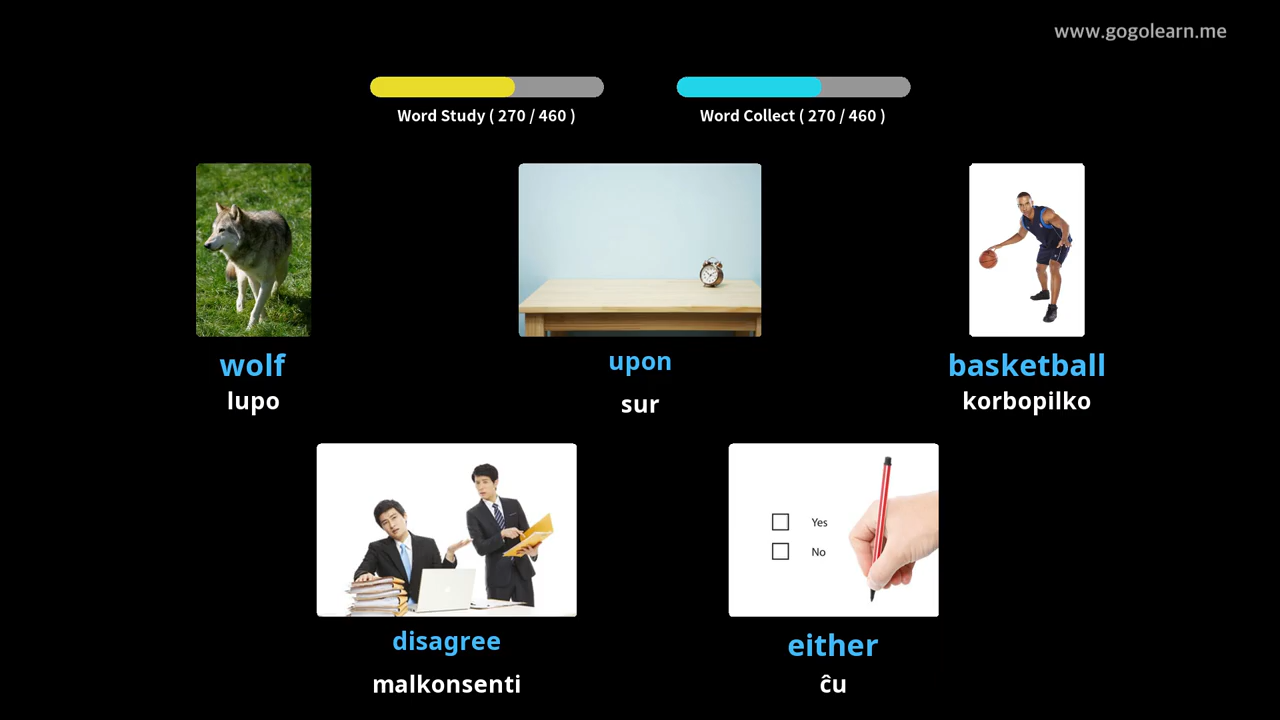 www.gogolearn.me
Word Study ( 270 / 460 )
Word Collect ( 270 / 460 )
wolf
lupo
upon
sur
basketball
korbopilko
disagree
malkonsenti
Yes
No
either
ĉu